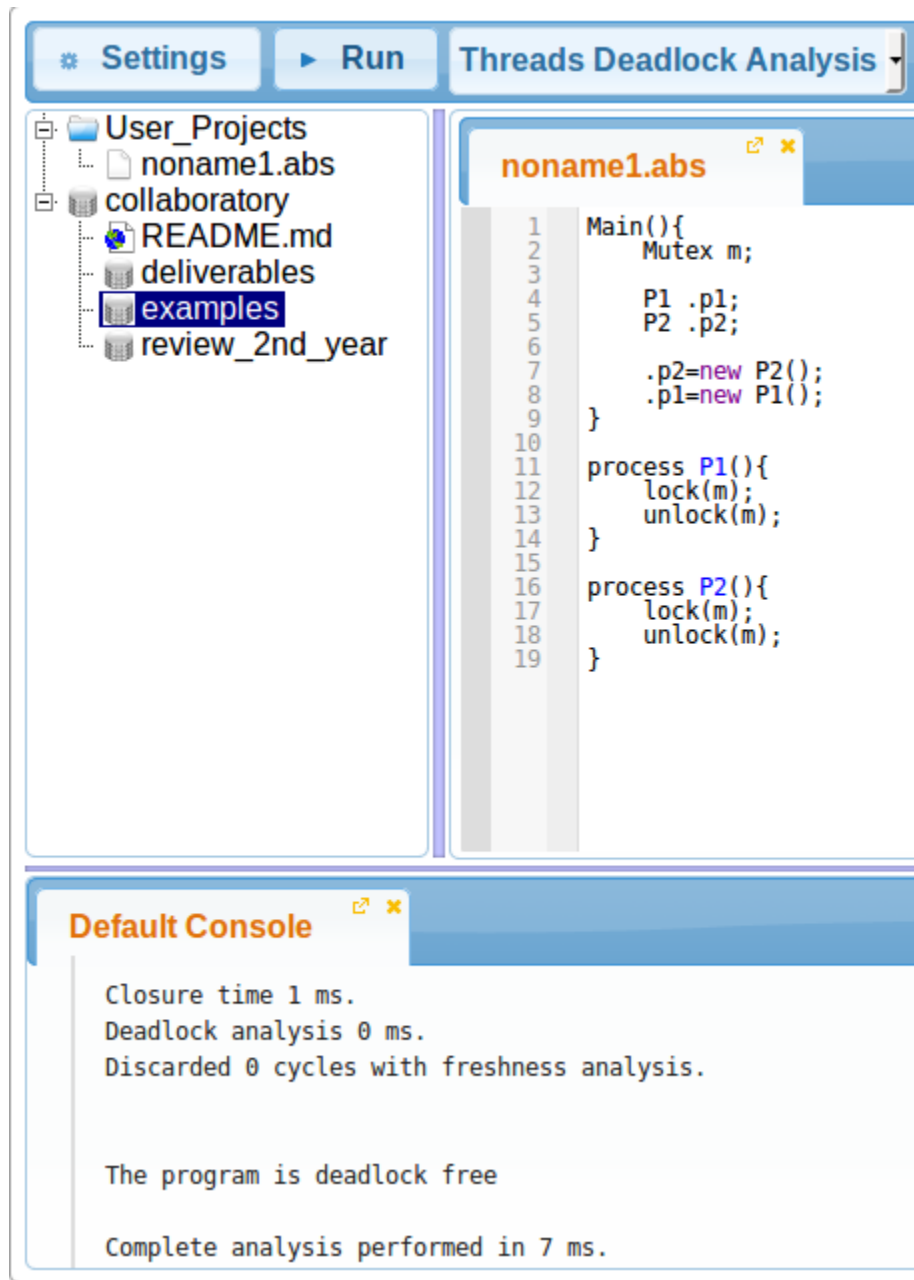 Settings Run Threads Deadlock Analysis
User_Projects
noname1.abs
collaboratory
README.md
deliverables
examples
review_2nd_year
noname1.abs
1 Main(){
2     Mutex m;
3
4     P1 .p1;
5     P2 .p2;
6
7     .p2=new P2();
8     .p1=new P1();
9 }
10
11 process P1(){
12     lock(m);
13     unlock(m);
14 }
15
16 process P2(){
17     lock(m);
18     unlock(m);
19 }
Default Console
Closure time 1 ms.
Deadlock analysis 0 ms.
Discarded 0 cycles with freshness analysis.
The program is deadlock free
Complete analysis performed in 7 ms.